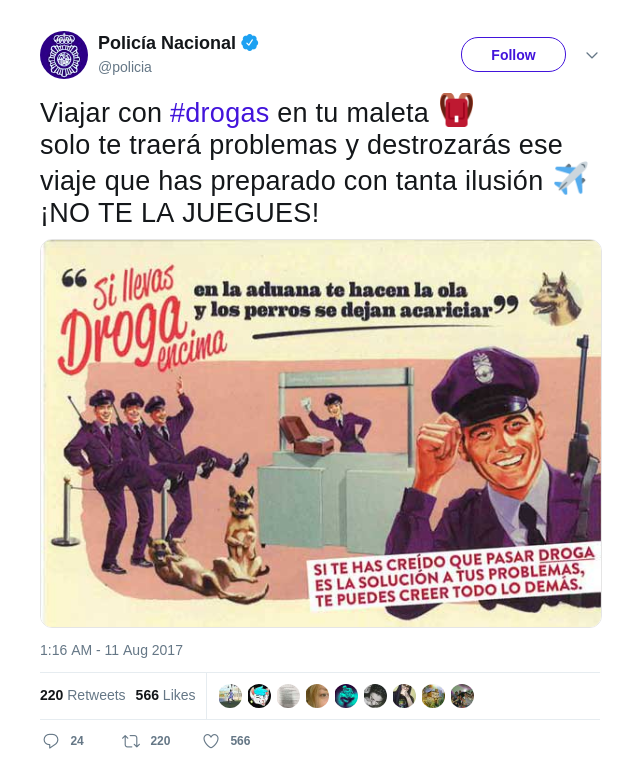 Policía Nacional
@policia
Follow
Viajar con #drogas en tu maleta 🎒
solo te traerá problemas y destrozarás ese
viaje que has preparado con tanta ilusión ✈️
¡NO TE LA JUEGUES!
“Si llevas
Droga
encima
en la aduana te hacen la ola
y los perros se dejan acariciar”
SI TE HAS CREÍDO QUE PASAR DROGA
ES LA SOLUCIÓN A TUS PROBLEMAS,
TE PUEDES CREER TODO LO DEMÁS.
1:16 AM - 11 Aug 2017
220 Retweets 566 Likes
24 220 566